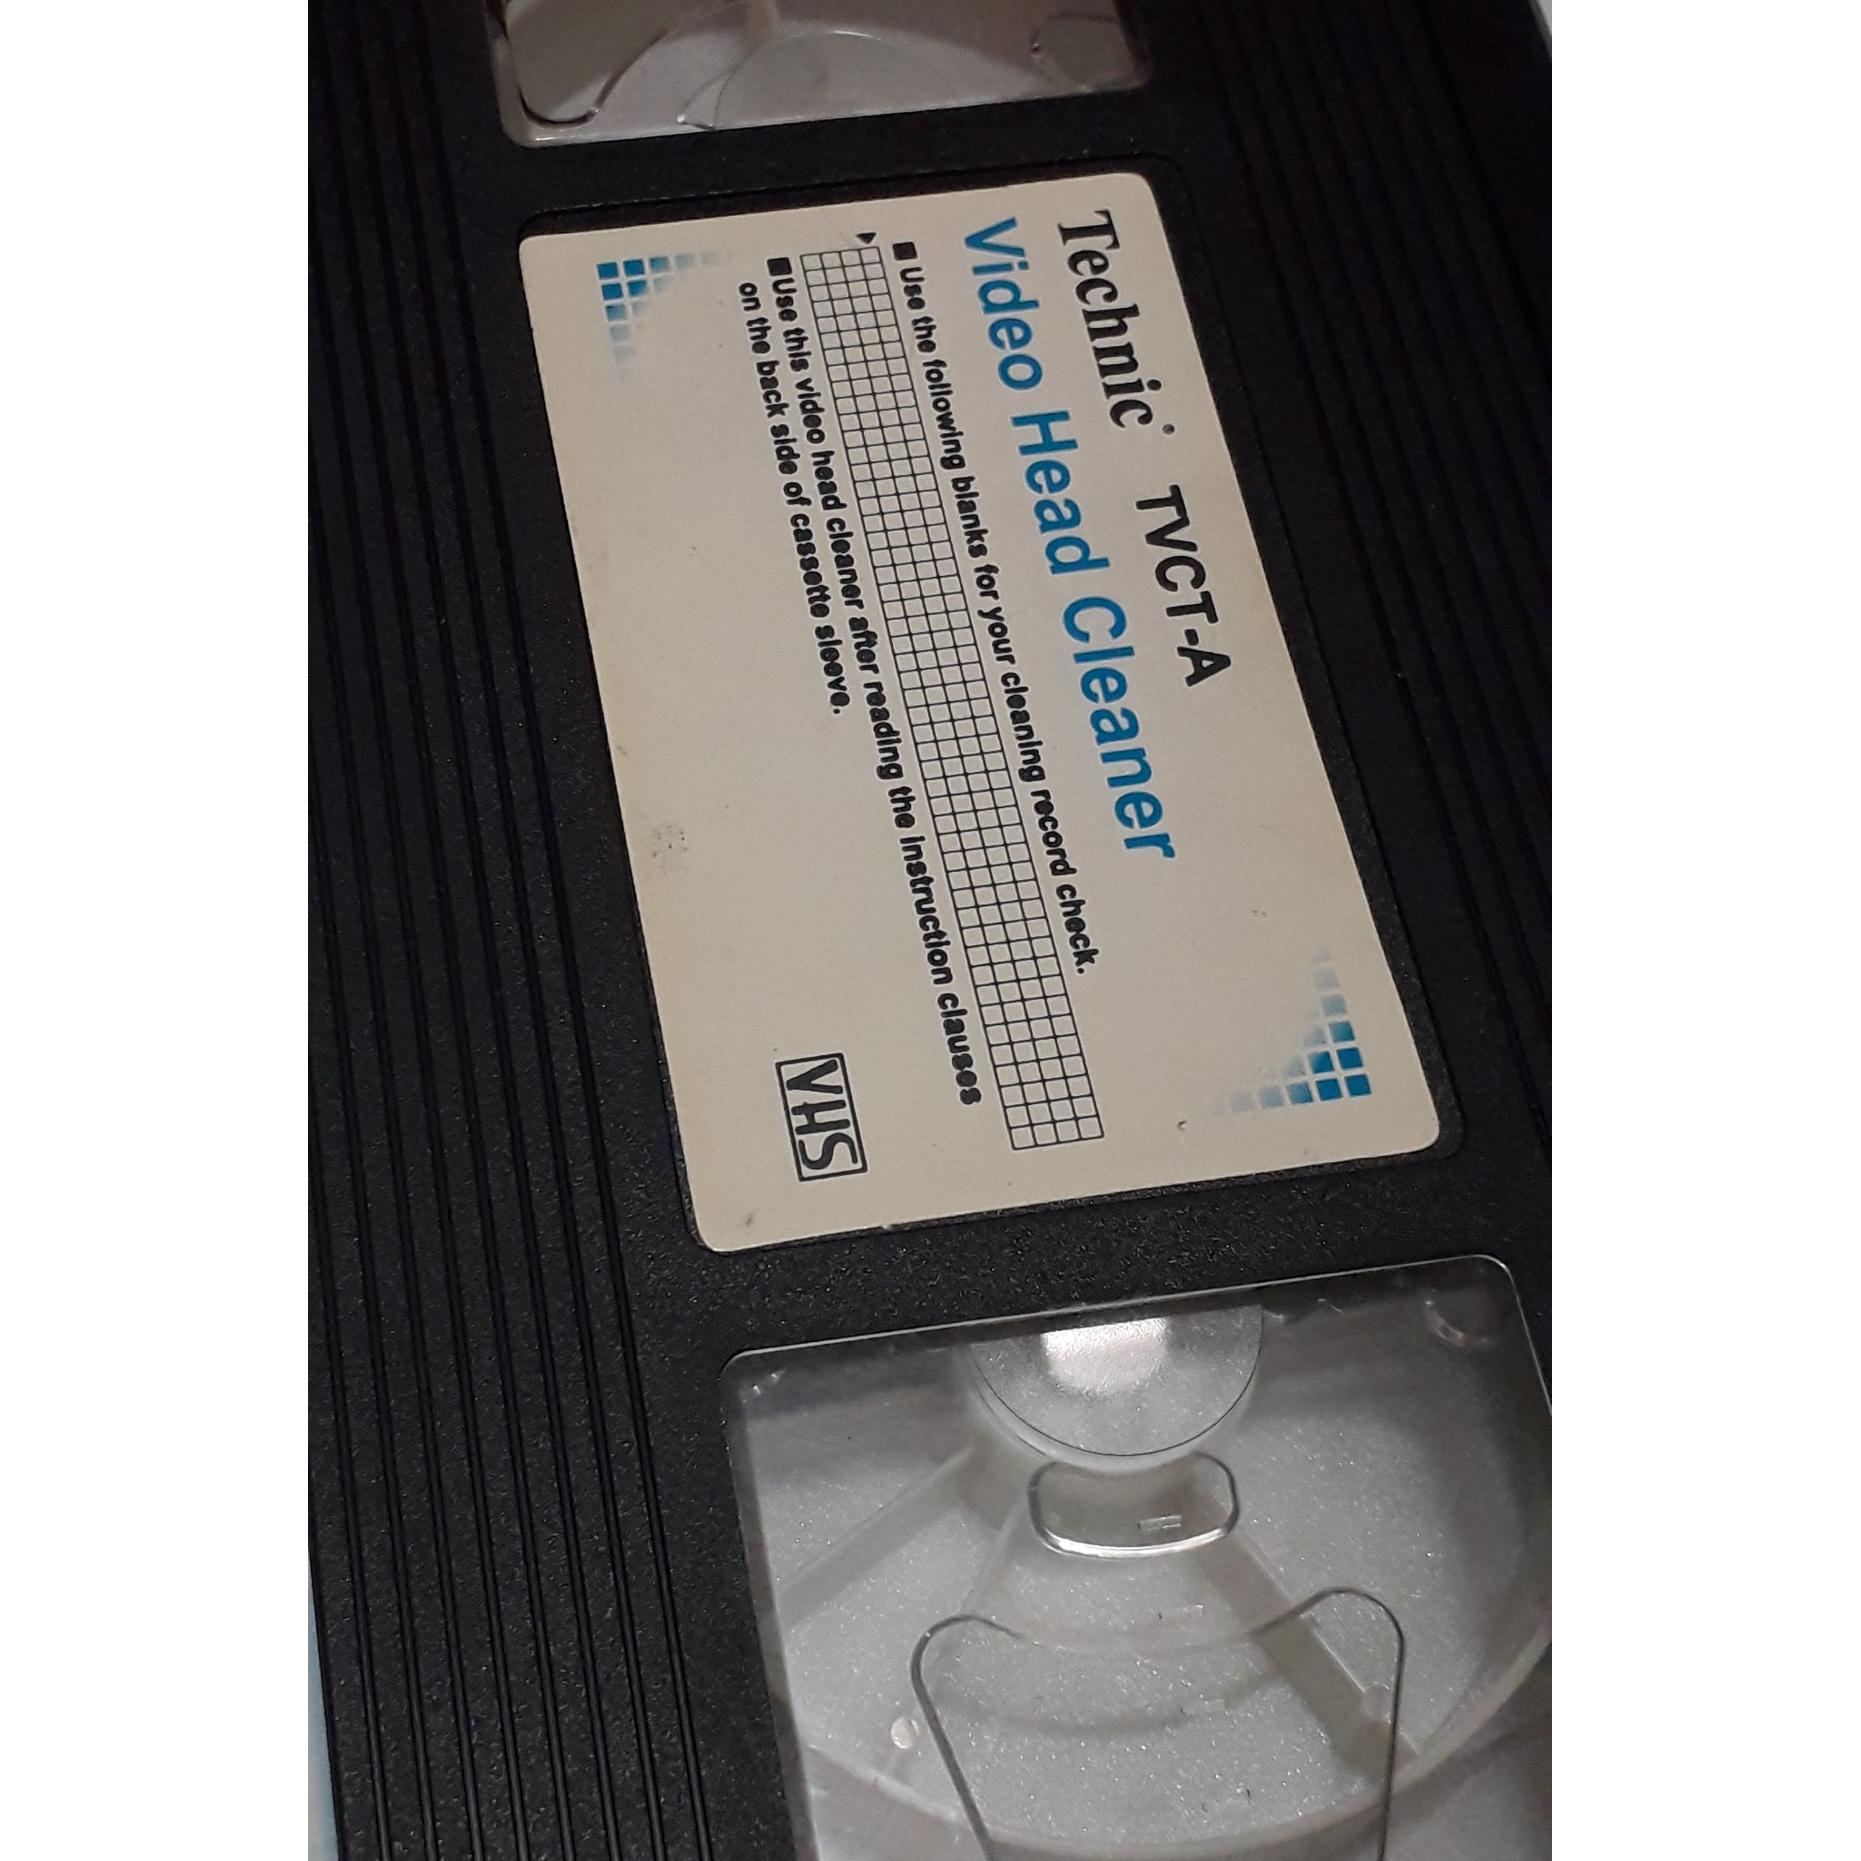 Technic® TVCT-A
Video Head Cleaner
■ Use the following blanks for your cleaning record check.
■ Use this video head cleaner after reading the instruction clauses
on the back side of cassette sleeve.
VHS